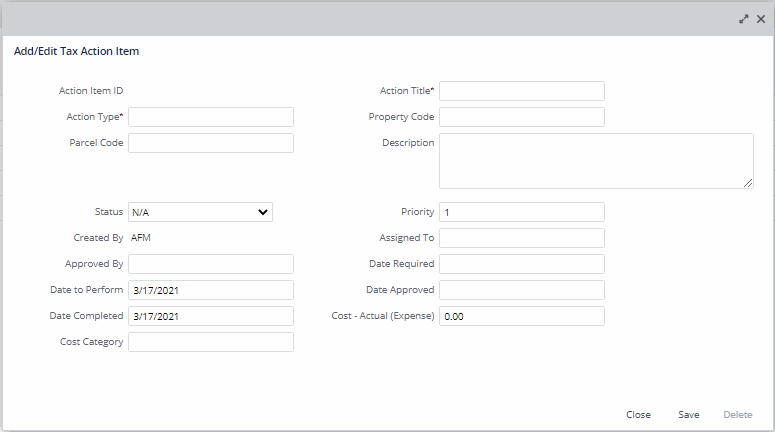 Add/Edit Tax Action Item
Action Item ID
Action Title*
Action Type*
Property Code
Parcel Code
Description
Status N/A
Priority 1
Created By AFM
Assigned To
Approved By
Date Required
Date to Perform 3/17/2021
Date Approved
Date Completed 3/17/2021
Cost - Actual (Expense) 0.00
Cost Category
Close Save Delete